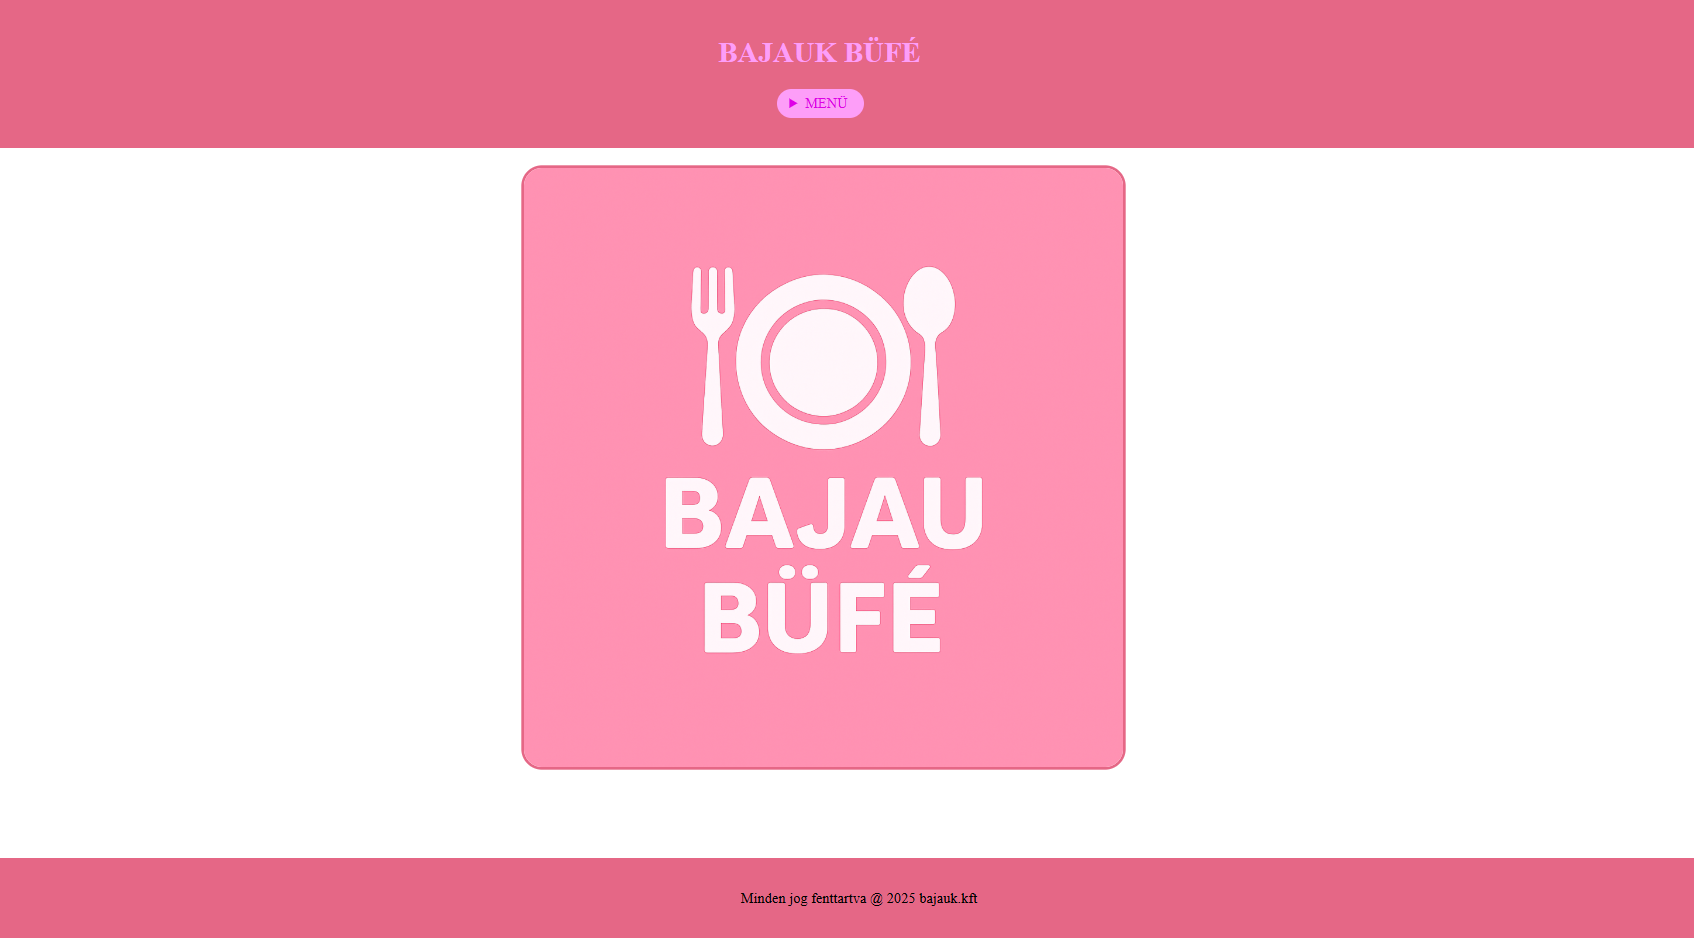 BAJAUK BÜFÉ
MENÜ
BAJAU
BÜFÉ
Minden jog fenttartva @ 2025 bajauk.kft